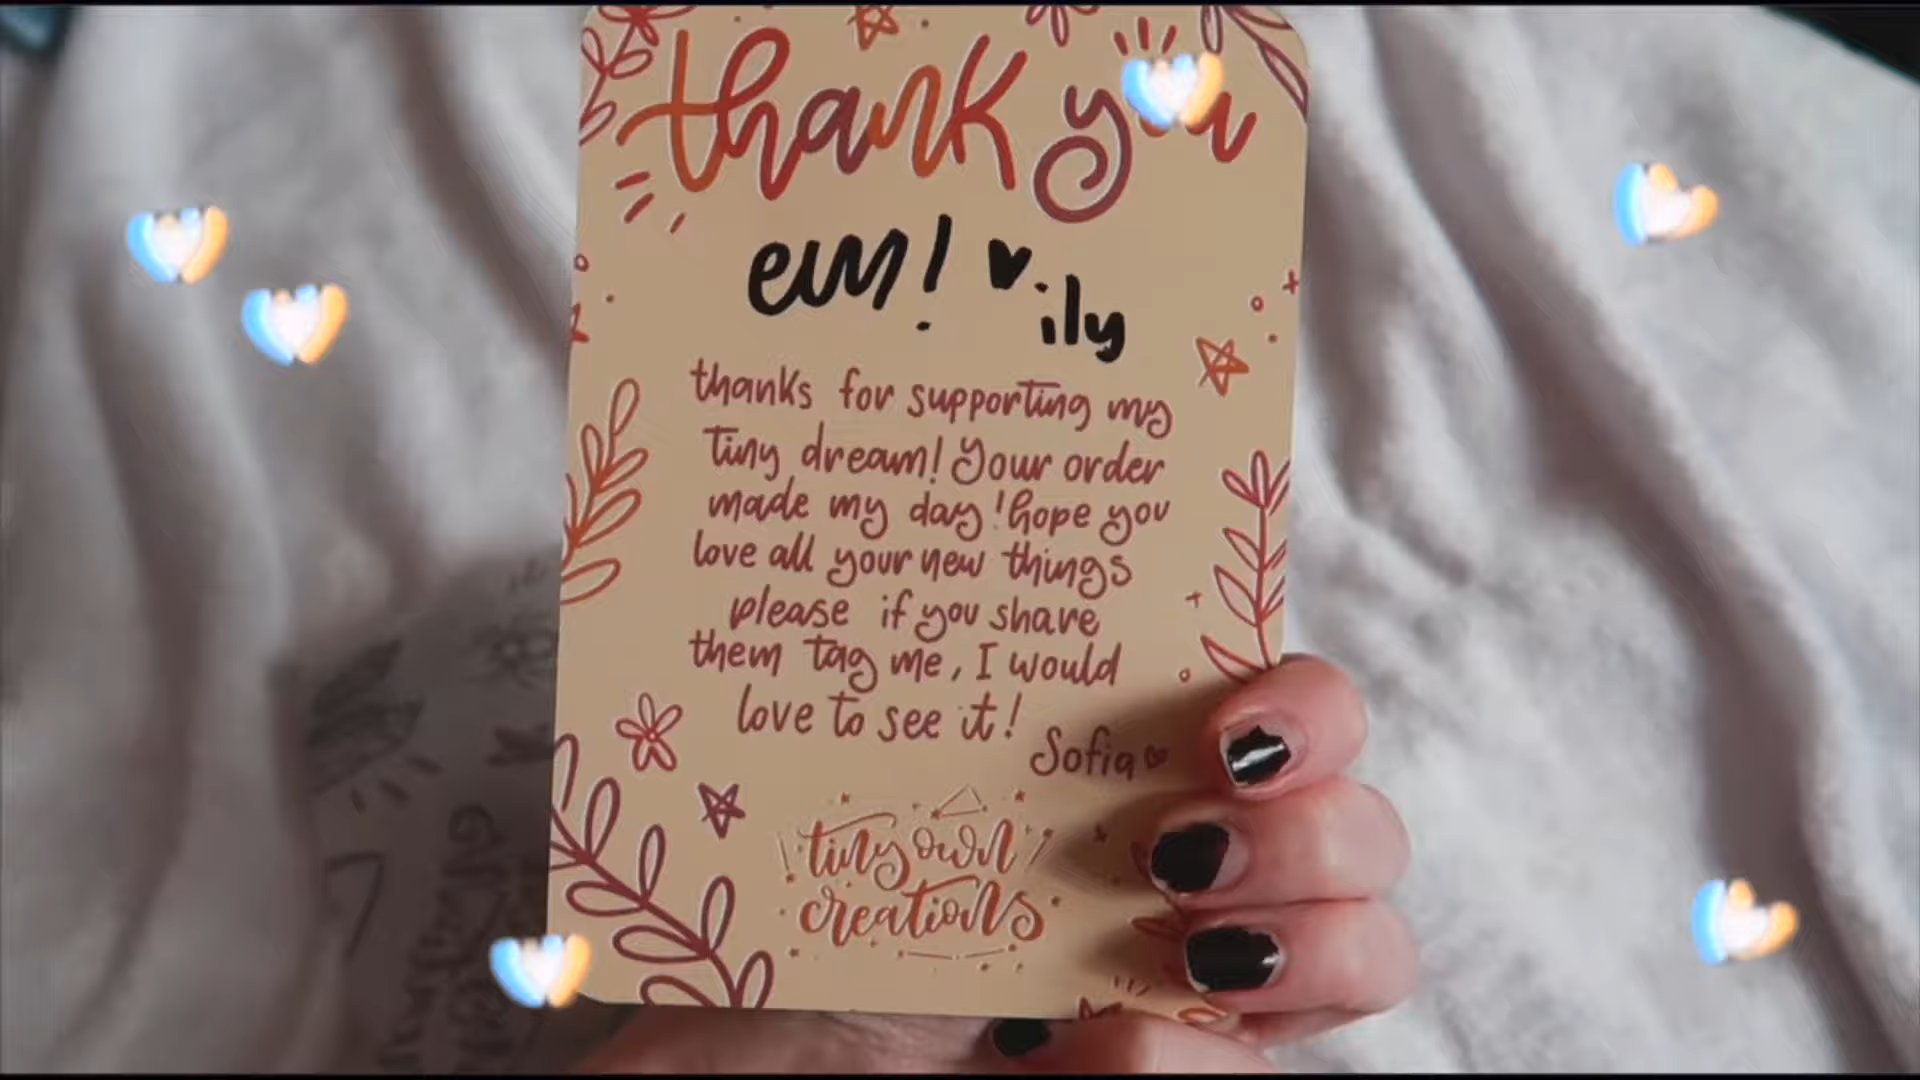 thank you
em! ♥ ily
thanks for supporting my
tiny dream! Your order
made my day! hope you
love all your new things
please if you share
them tag me, I would
love to see it!
Sofia ♥
tiny own
creations